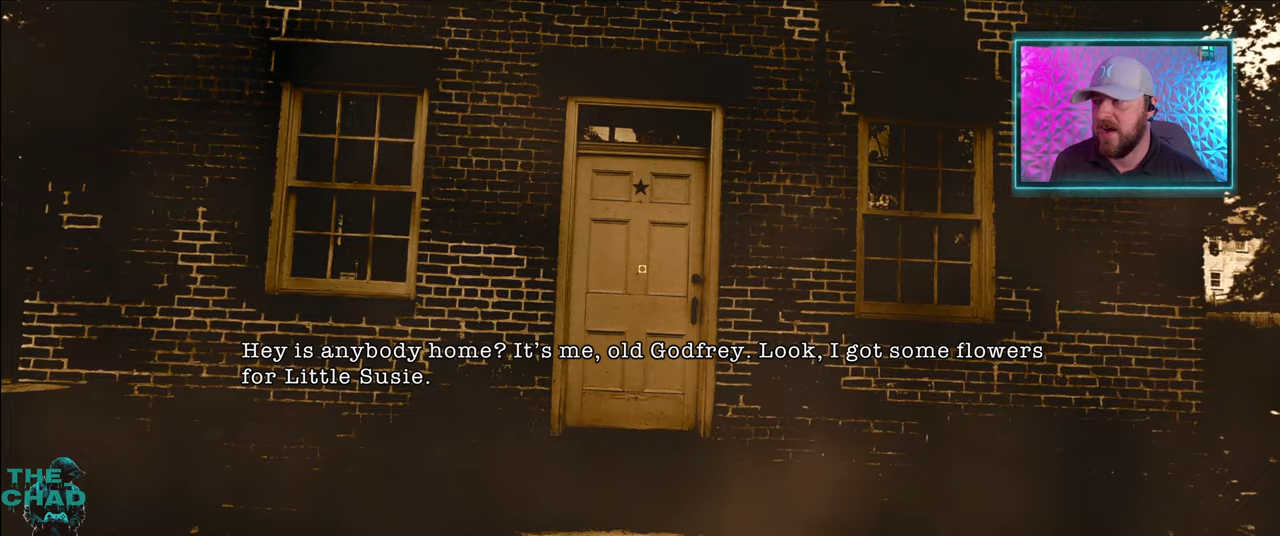 Hey is anybody home? It's me, old Godfrey. Look, I got some flowers
for Little Susie.
THE
CHAD